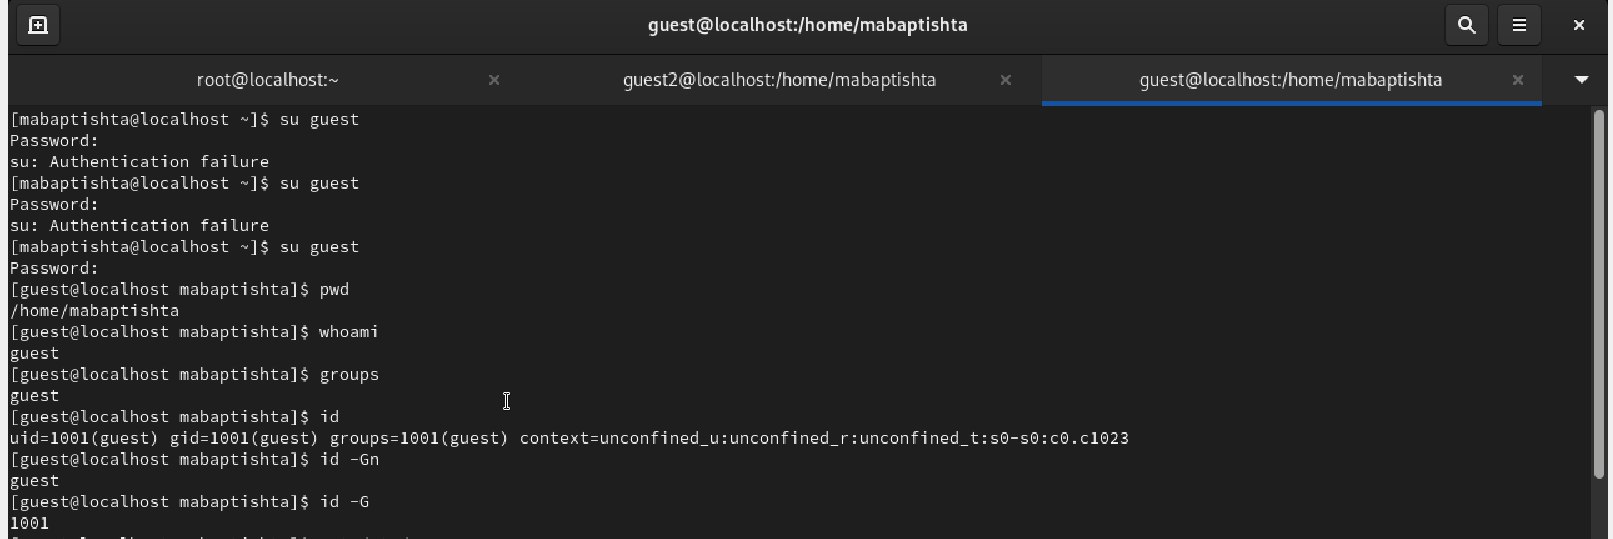 guest@localhost:/home/mabaptishta
root@localhost:~
guest2@localhost:/home/mabaptishta
guest@localhost:/home/mabaptishta
[mabaptishta@localhost ~]$ su guest
Password:
su: Authentication failure
[mabaptishta@localhost ~]$ su guest
Password:
su: Authentication failure
[mabaptishta@localhost ~]$ su guest
Password:
[guest@localhost mabaptishta]$ pwd
/home/mabaptishta
[guest@localhost mabaptishta]$ whoami
guest
[guest@localhost mabaptishta]$ groups
guest
[guest@localhost mabaptishta]$ id
uid=1001(guest) gid=1001(guest) groups=1001(guest) context=unconfined_u:unconfined_r:unconfined_t:s0-s0:c0.c1023
[guest@localhost mabaptishta]$ id -Gn
guest
[guest@localhost mabaptishta]$ id -G
1001